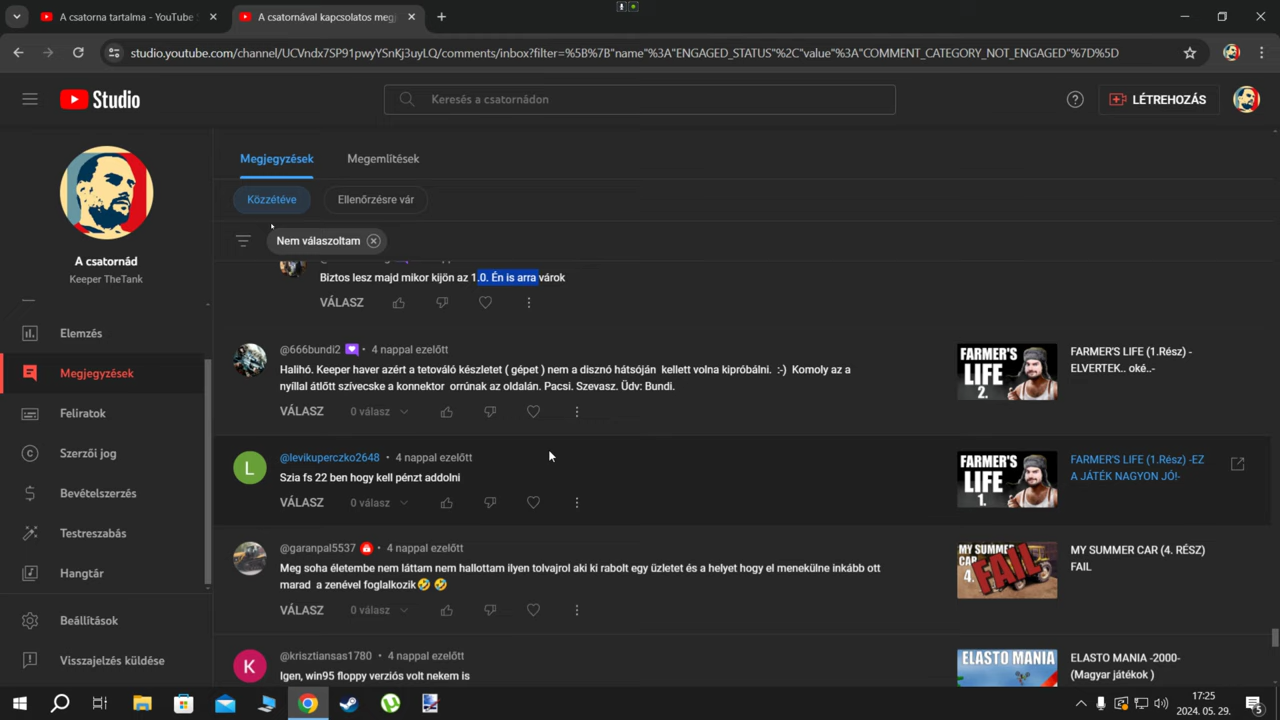 A csatorna tartalma - YouTube S
A csatornával kapcsolatos megj
studio.youtube.com/channel/UCVndx7SP91pwyYSnKj3uyLQ/comments/inbox?filter=%5B%7B"name"%3A"ENGAGED_STATUS"%2C"value"%3A"COMMENT_CATEGORY_NOT_ENGAGED"%7D%5D
Studio
Keresés a csatornádon
LÉTREHOZÁS
A csatornád
Keeper TheTank
Elemzés
Megjegyzések
Feliratok
Szerzői jog
Bevételszerzés
Testreszabás
Hangtár
Beállítások
Visszajelzés küldése
Megjegyzések
Megemlítések
Közzétéve
Ellenőrzésre vár
Nem válaszoltam
Biztos lesz majd mikor kijön az 1.0. Én is arra várok
VÁLASZ
@666bundi2 • 4 nappal ezelőtt
Halihó. Keeper haver azért a tetováló készletet ( gépet ) nem a disznó hátsóján kellett volna kipróbálni. :-) Komoly az a
nyíllal átlőtt szívecske a konnektor orrúnak az oldalán. Pacsi. Szevasz. Üdv: Bundi.
VÁLASZ 0 válasz
FARMER'S LIFE 2.
FARMER'S LIFE (1.Rész) -
ELVERTEK.. oké..-
L
@levikuperczko2648 • 4 nappal ezelőtt
Szia fs 22 ben hogy kell pénzt addolni
VÁLASZ 0 válasz
FARMER'S LIFE 1.
FARMER'S LIFE (1.Rész) -EZ
A JÁTÉK NAGYON JÓ!-
@garanpal5537 • 4 nappal ezelőtt
Meg soha életembe nem láttam nem hallottam ilyen tolvajrol aki ki rabolt egy üzletet és a helyet hogy el menekülne inkább ott
marad a zenével foglalkozik🤣 🤣
VÁLASZ 0 válasz
MY SUMMER CAR 4. FAIL
MY SUMMER CAR (4. RÉSZ)
FAIL
K
@krisztiansas1780 • 4 nappal ezelőtt
Igen, win95 floppy verziós volt nekem is
ELASTO MANIA
ELASTO MANIA -2000-
(Magyar játékok )
17:25
2024. 05. 29.
5